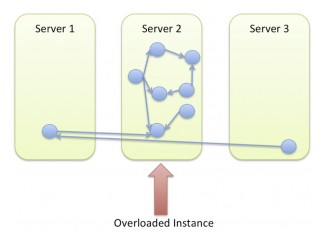 Server 1
Server 2
Server 3
Overloaded Instance